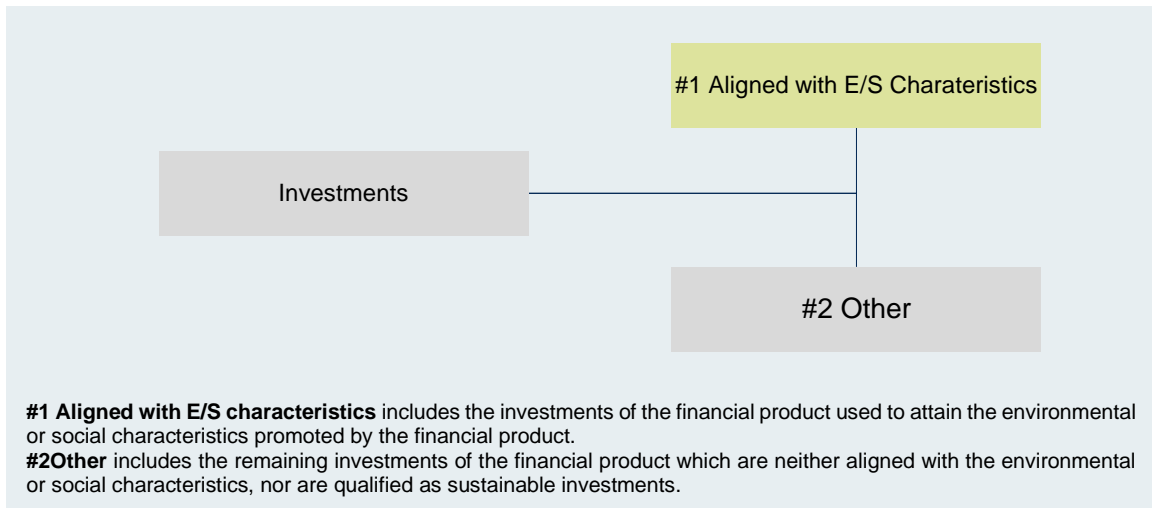 #1 Aligned with E/S Charateristics
Investments
#2 Other
#1 Aligned with E/S characteristics includes the investments of the financial product used to attain the environmental
or social characteristics promoted by the financial product.
#2Other includes the remaining investments of the financial product which are neither aligned with the environmental
or social characteristics, nor are qualified as sustainable investments.